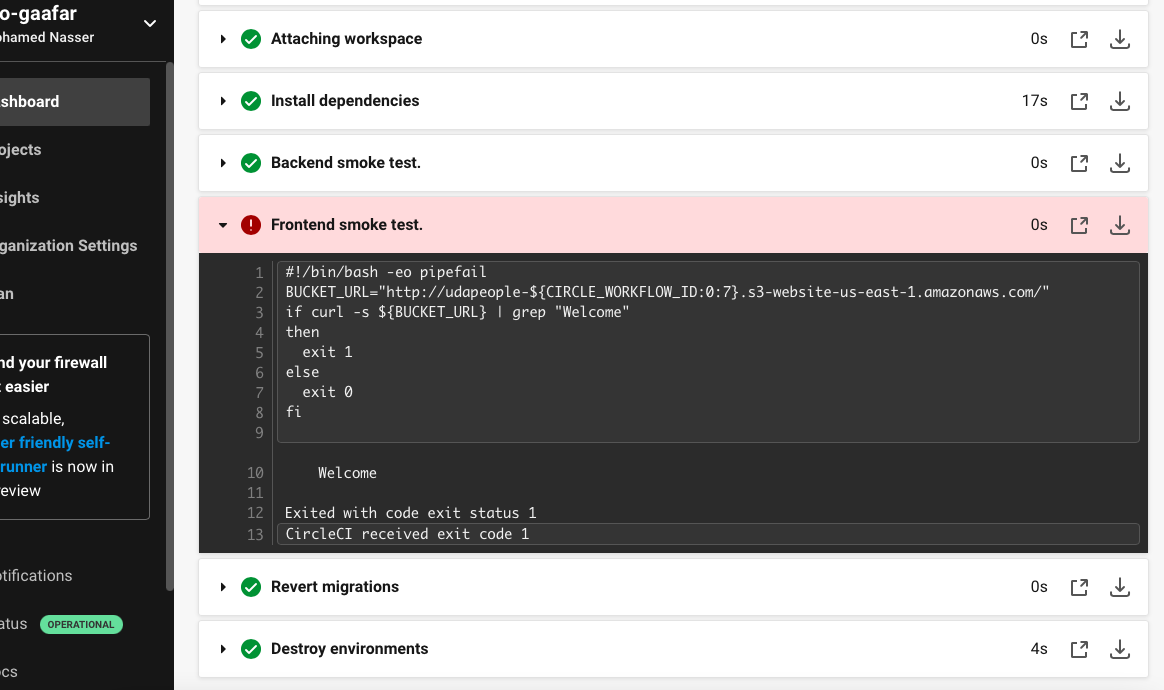 o-gaafar
ohamed Nasser
shboard
ojects
sights
ganization Settings
an
nd your firewall
t easier
scalable,
er friendly self-
runner is now in
review
otifications
atus OPERATIONAL
ocs
Attaching workspace 0s
Install dependencies 17s
Backend smoke test. 0s
Frontend smoke test. 0s
1 #!/bin/bash -eo pipefail
2 BUCKET_URL="http://udapeople-${CIRCLE_WORKFLOW_ID:0:7}.s3-website-us-east-1.amazonaws.com/"
3 if curl -s ${BUCKET_URL} | grep "Welcome"
4 then
5   exit 1
6 else
7   exit 0
8 fi
9
10     Welcome
11
12 Exited with code exit status 1
13 CircleCI received exit code 1
Revert migrations 0s
Destroy environments 4s